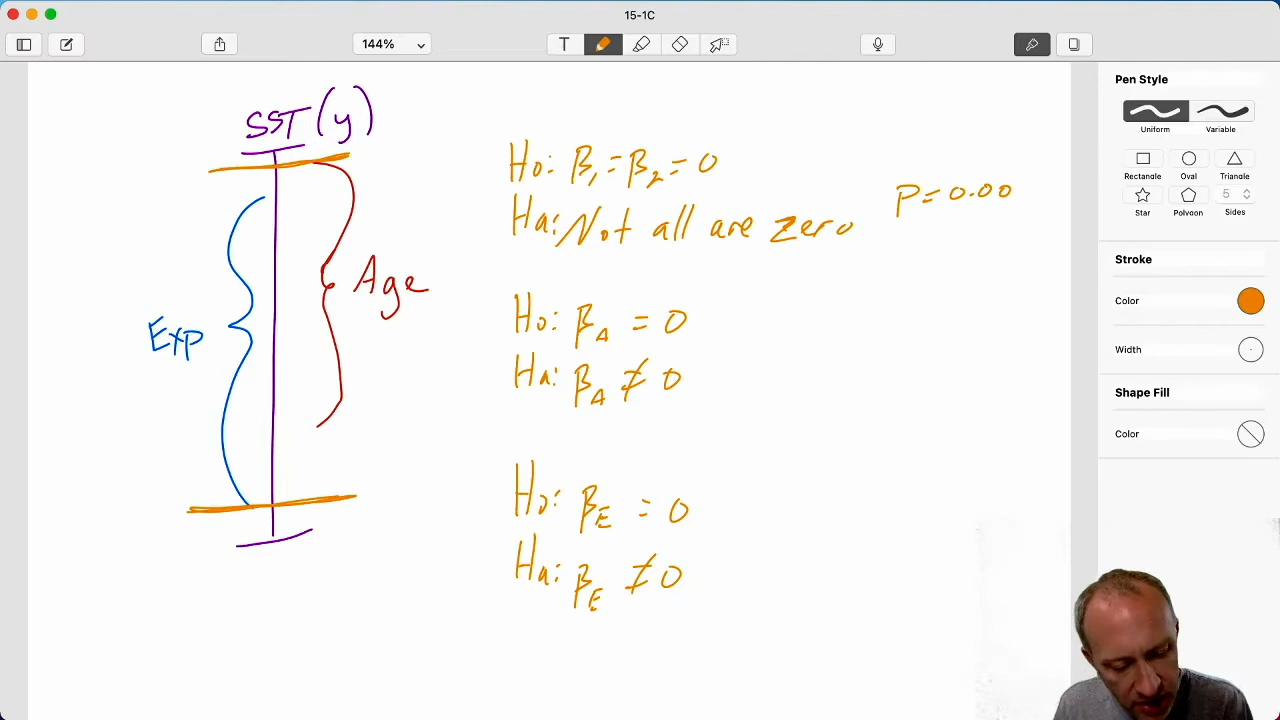 15-1C
144%
T
SST(y)
Exp
Age
Ho: β₁=β₂=0
Ha: Not all are zero
P=0.00
Ho: βA = 0
Ha: βA ≠ 0
Ho: βE = 0
Ha: βE ≠ 0
Pen Style
Uniform Variable
Rectangle Oval Triangle
5
Star Polygon Sides
Stroke
Color
Width
Shape Fill
Color